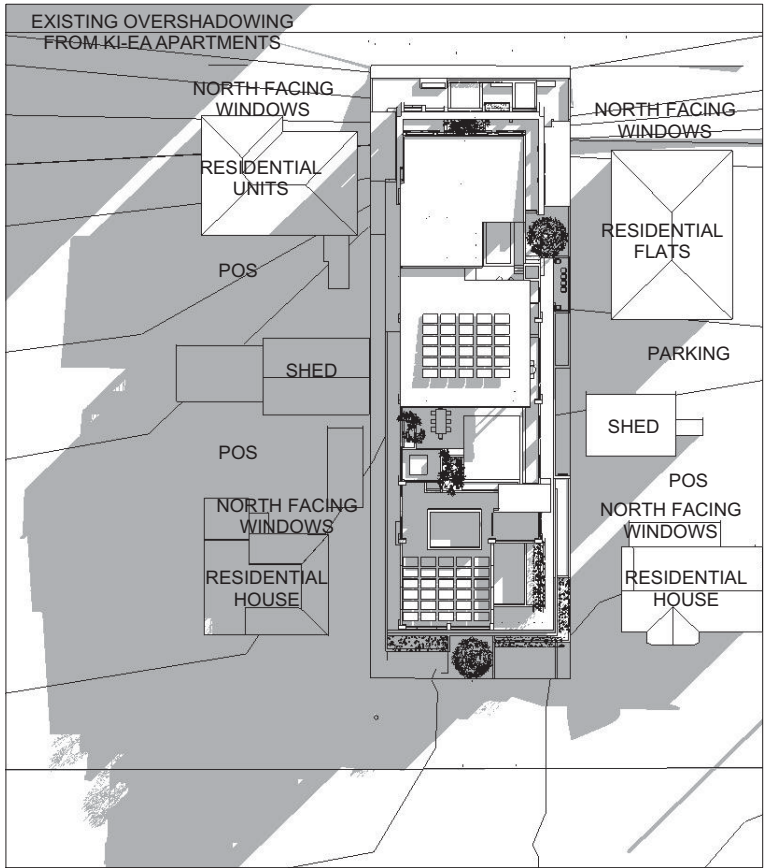 EXISTING OVERSHADOWING
FROM KI-EA APARTMENTS
NORTH FACING
WINDOWS
NORTH FACING
WINDOWS
RESIDENTIAL
UNITS
RESIDENTIAL
FLATS
POS
PARKING
SHED
SHED
POS
POS
NORTH FACING
WINDOWS
NORTH FACING
WINDOWS
RESIDENTIAL
HOUSE
RESIDENTIAL
HOUSE